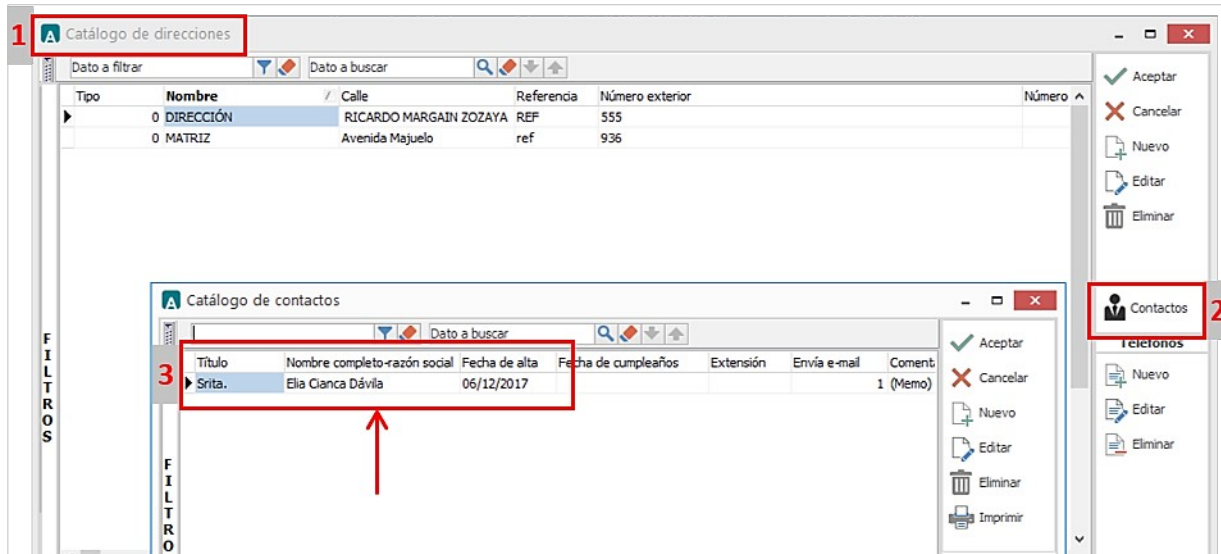 1 Catálogo de direcciones
Dato a filtrar Dato a buscar
Tipo Nombre Calle Referencia Número exterior Número
0 DIRECCIÓN RICARDO MARGAIN ZOZAYA REF 555
0 MATRIZ Avenida Majuelo ref 936
Aceptar
Cancelar
Nuevo
Editar
Eliminar
Contactos 2
Teléfonos
Nuevo
Editar
Eliminar
FILTROS
Catálogo de contactos
Dato a buscar
3 Título Nombre completo-razón social Fecha de alta Fecha de cumpleaños Extensión Envía e-mail Coment
Srita. Elia Cianca Dávila 06/12/2017 1 (Memo)
Aceptar
Cancelar
Nuevo
Editar
Eliminar
Imprimir
FILTRO